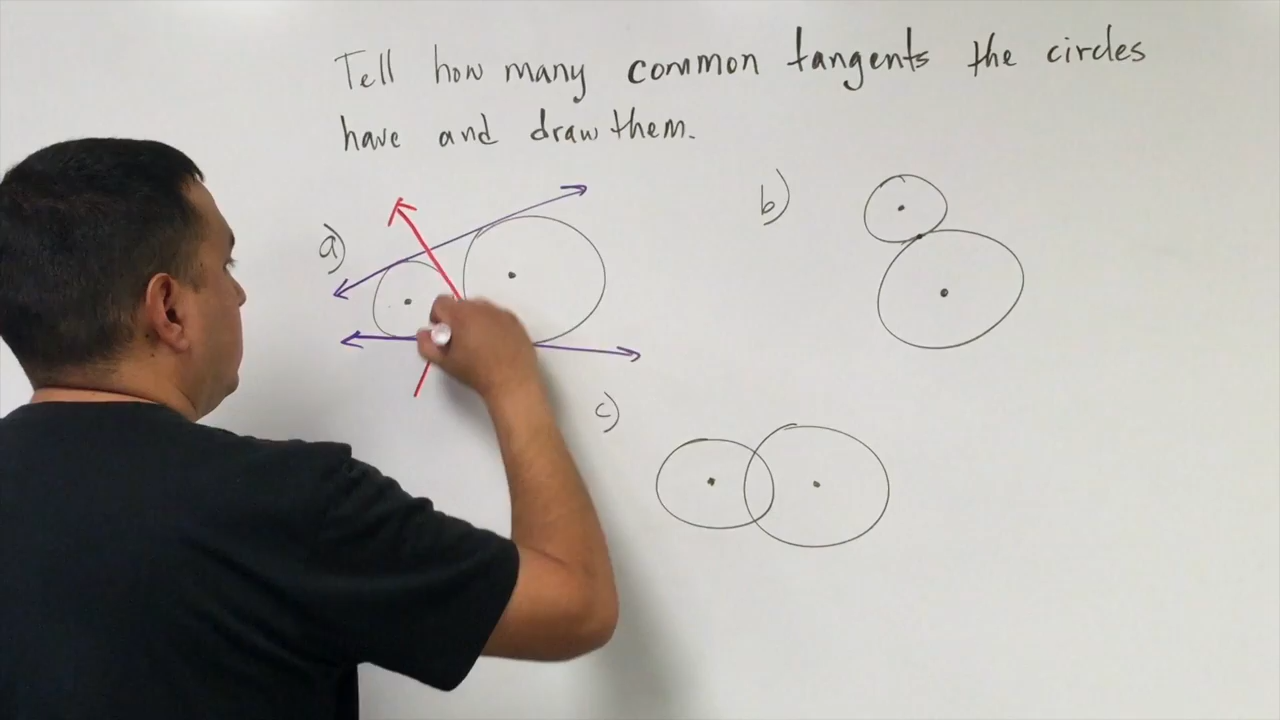 Tell how many common tangents the circles
have and draw them.
a)
b)
c)